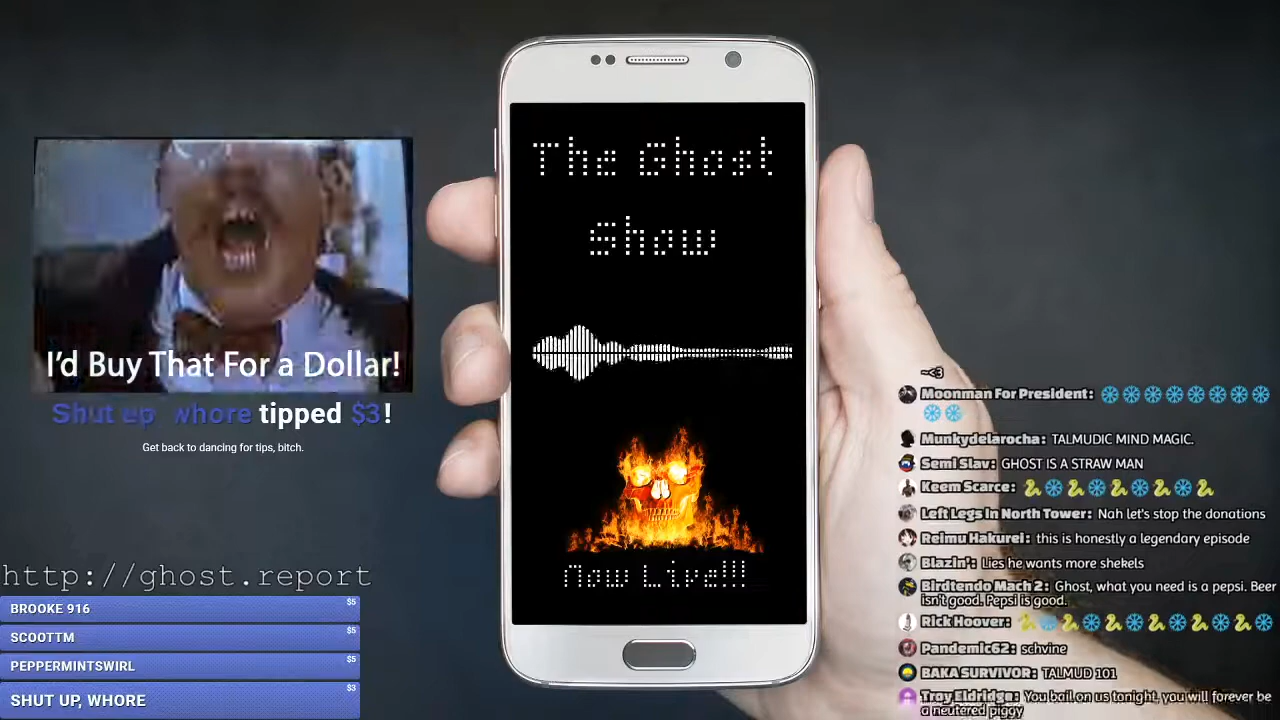 The Ghost
Show
Now Live!!!
I'd Buy That For a Dollar!
Shut up, whore tipped $3!
Get back to dancing for tips, bitch.
http://ghost.report
BROOKE 916 $5
SCOOTTM $5
PEPPERMINTSWIRL $5
SHUT UP, WHORE $3
<3
Moonman For President: ❄❄❄❄❄❄❄❄
❄❄
Munkydelarocha: TALMUDIC MIND MAGIC.
Semi Slav: GHOST IS A STRAW MAN
Keem Scarce: 🐍❄🐍❄🐍❄🐍❄🐍
Left Legs In North Tower: Nah let's stop the donations
Reimu Hakurei: this is honestly a legendary episode
Blazin': Lies he wants more shekels
Birdtendo Mach 2: Ghost, what you need is a pepsi. Beer
isn't good. Pepsi is good.
Rick Hoover: 🐍❄🐍❄🐍❄🐍❄🐍❄🐍❄
Pandemic62: schvine
BAKA SURVIVOR: TALMUD 101
Troy Eldridge: You bail on us tonight, you will forever be
a neutered piggy